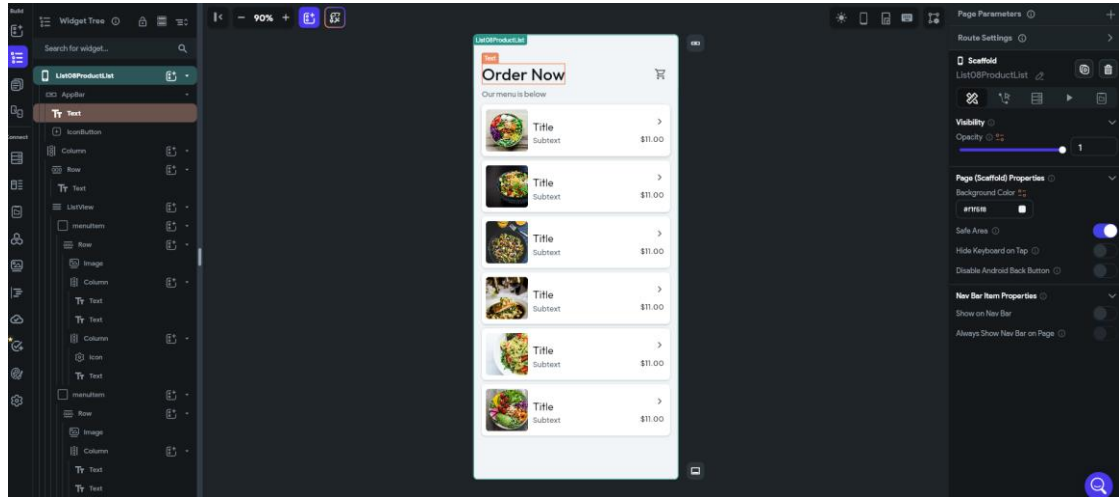 Build
Widget Tree
Search for widget...
List08ProductList
AppBar
Text
IconButton
Connect
Column
Row
Text
ListView
menuItem
Row
Image
Column
Text
Text
Column
Icon
Text
menuItem
Row
Image
Column
Text
Text
90%
List08ProductList
Text
Order Now
Our menu is below
Title
Subtext
$11.00
Title
Subtext
$11.00
Title
Subtext
$11.00
Title
Subtext
$11.00
Title
Subtext
$11.00
Title
Subtext
$11.00
Page Parameters
Route Settings
Scaffold
List08ProductList
Visibility
Opacity
1
Page (Scaffold) Properties
Background Color
Safe Area
Hide Keyboard on Tap
Disable Android Back Button
Nav Bar Item Properties
Show on Nav Bar
Always Show Nav Bar on Page